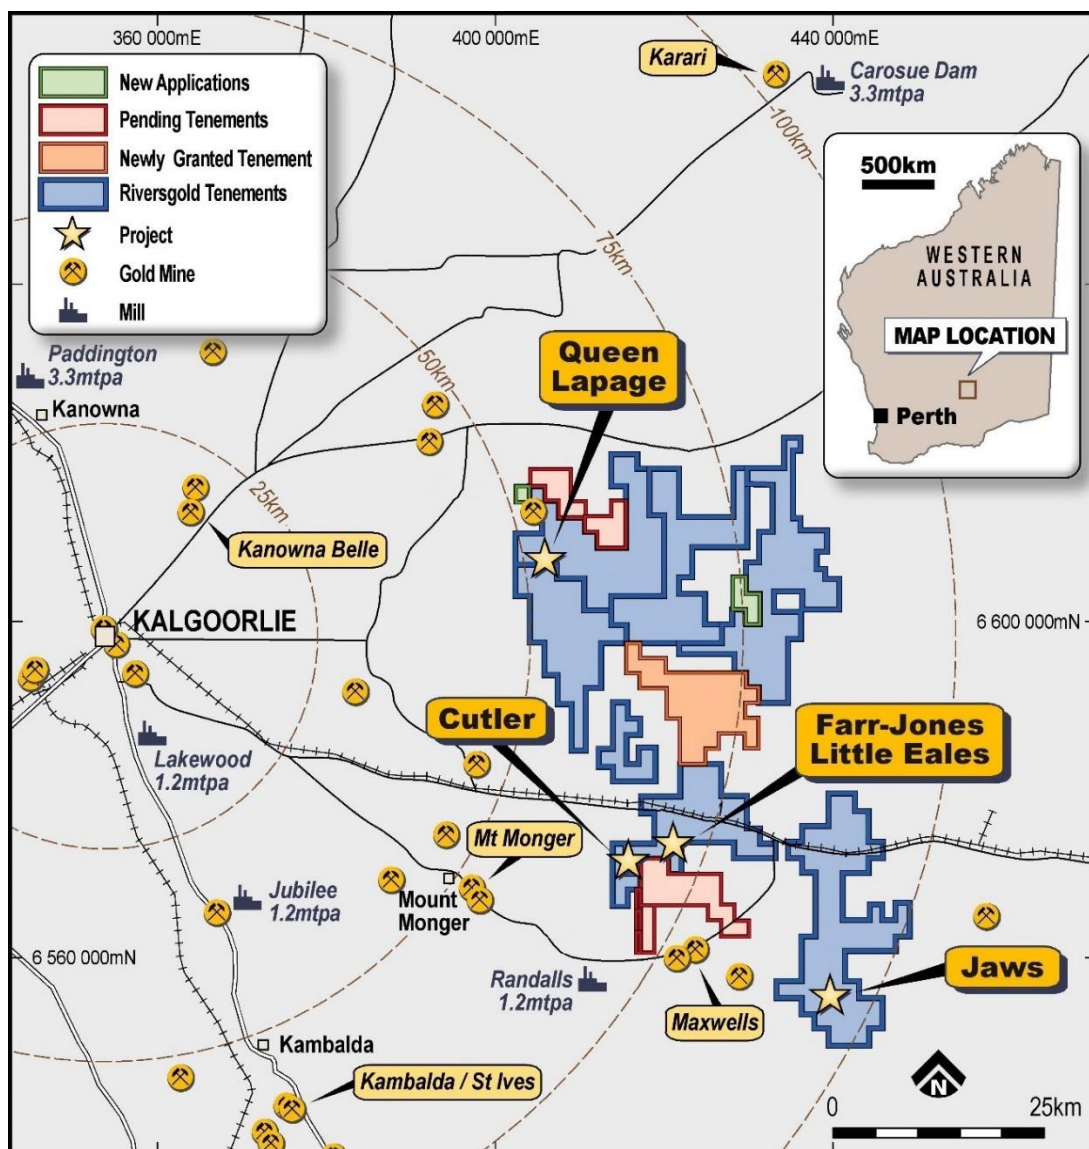 360 000mE
400 000mE
440 000mE
New Applications
Pending Tenements
Newly Granted Tenement
Riversgold Tenements
Project
Gold Mine
Mill
Karari
Carosue Dam
3.3mtpa
100km
75km
50km
25km
500km
WESTERN
AUSTRALIA
MAP LOCATION
Perth
Paddington
3.3mtpa
Kanowna
Queen
Lapage
Kanowna Belle
KALGOORLIE
6 600 000mN
Cutler
Farr-Jones
Little Eales
Lakewood
1.2mtpa
Mt Monger
Jubilee
1.2mtpa
Mount
Monger
6 560 000mN
Randalls
1.2mtpa
Jaws
Maxwells
Kambalda
Kambalda / St Ives
N
0
25km